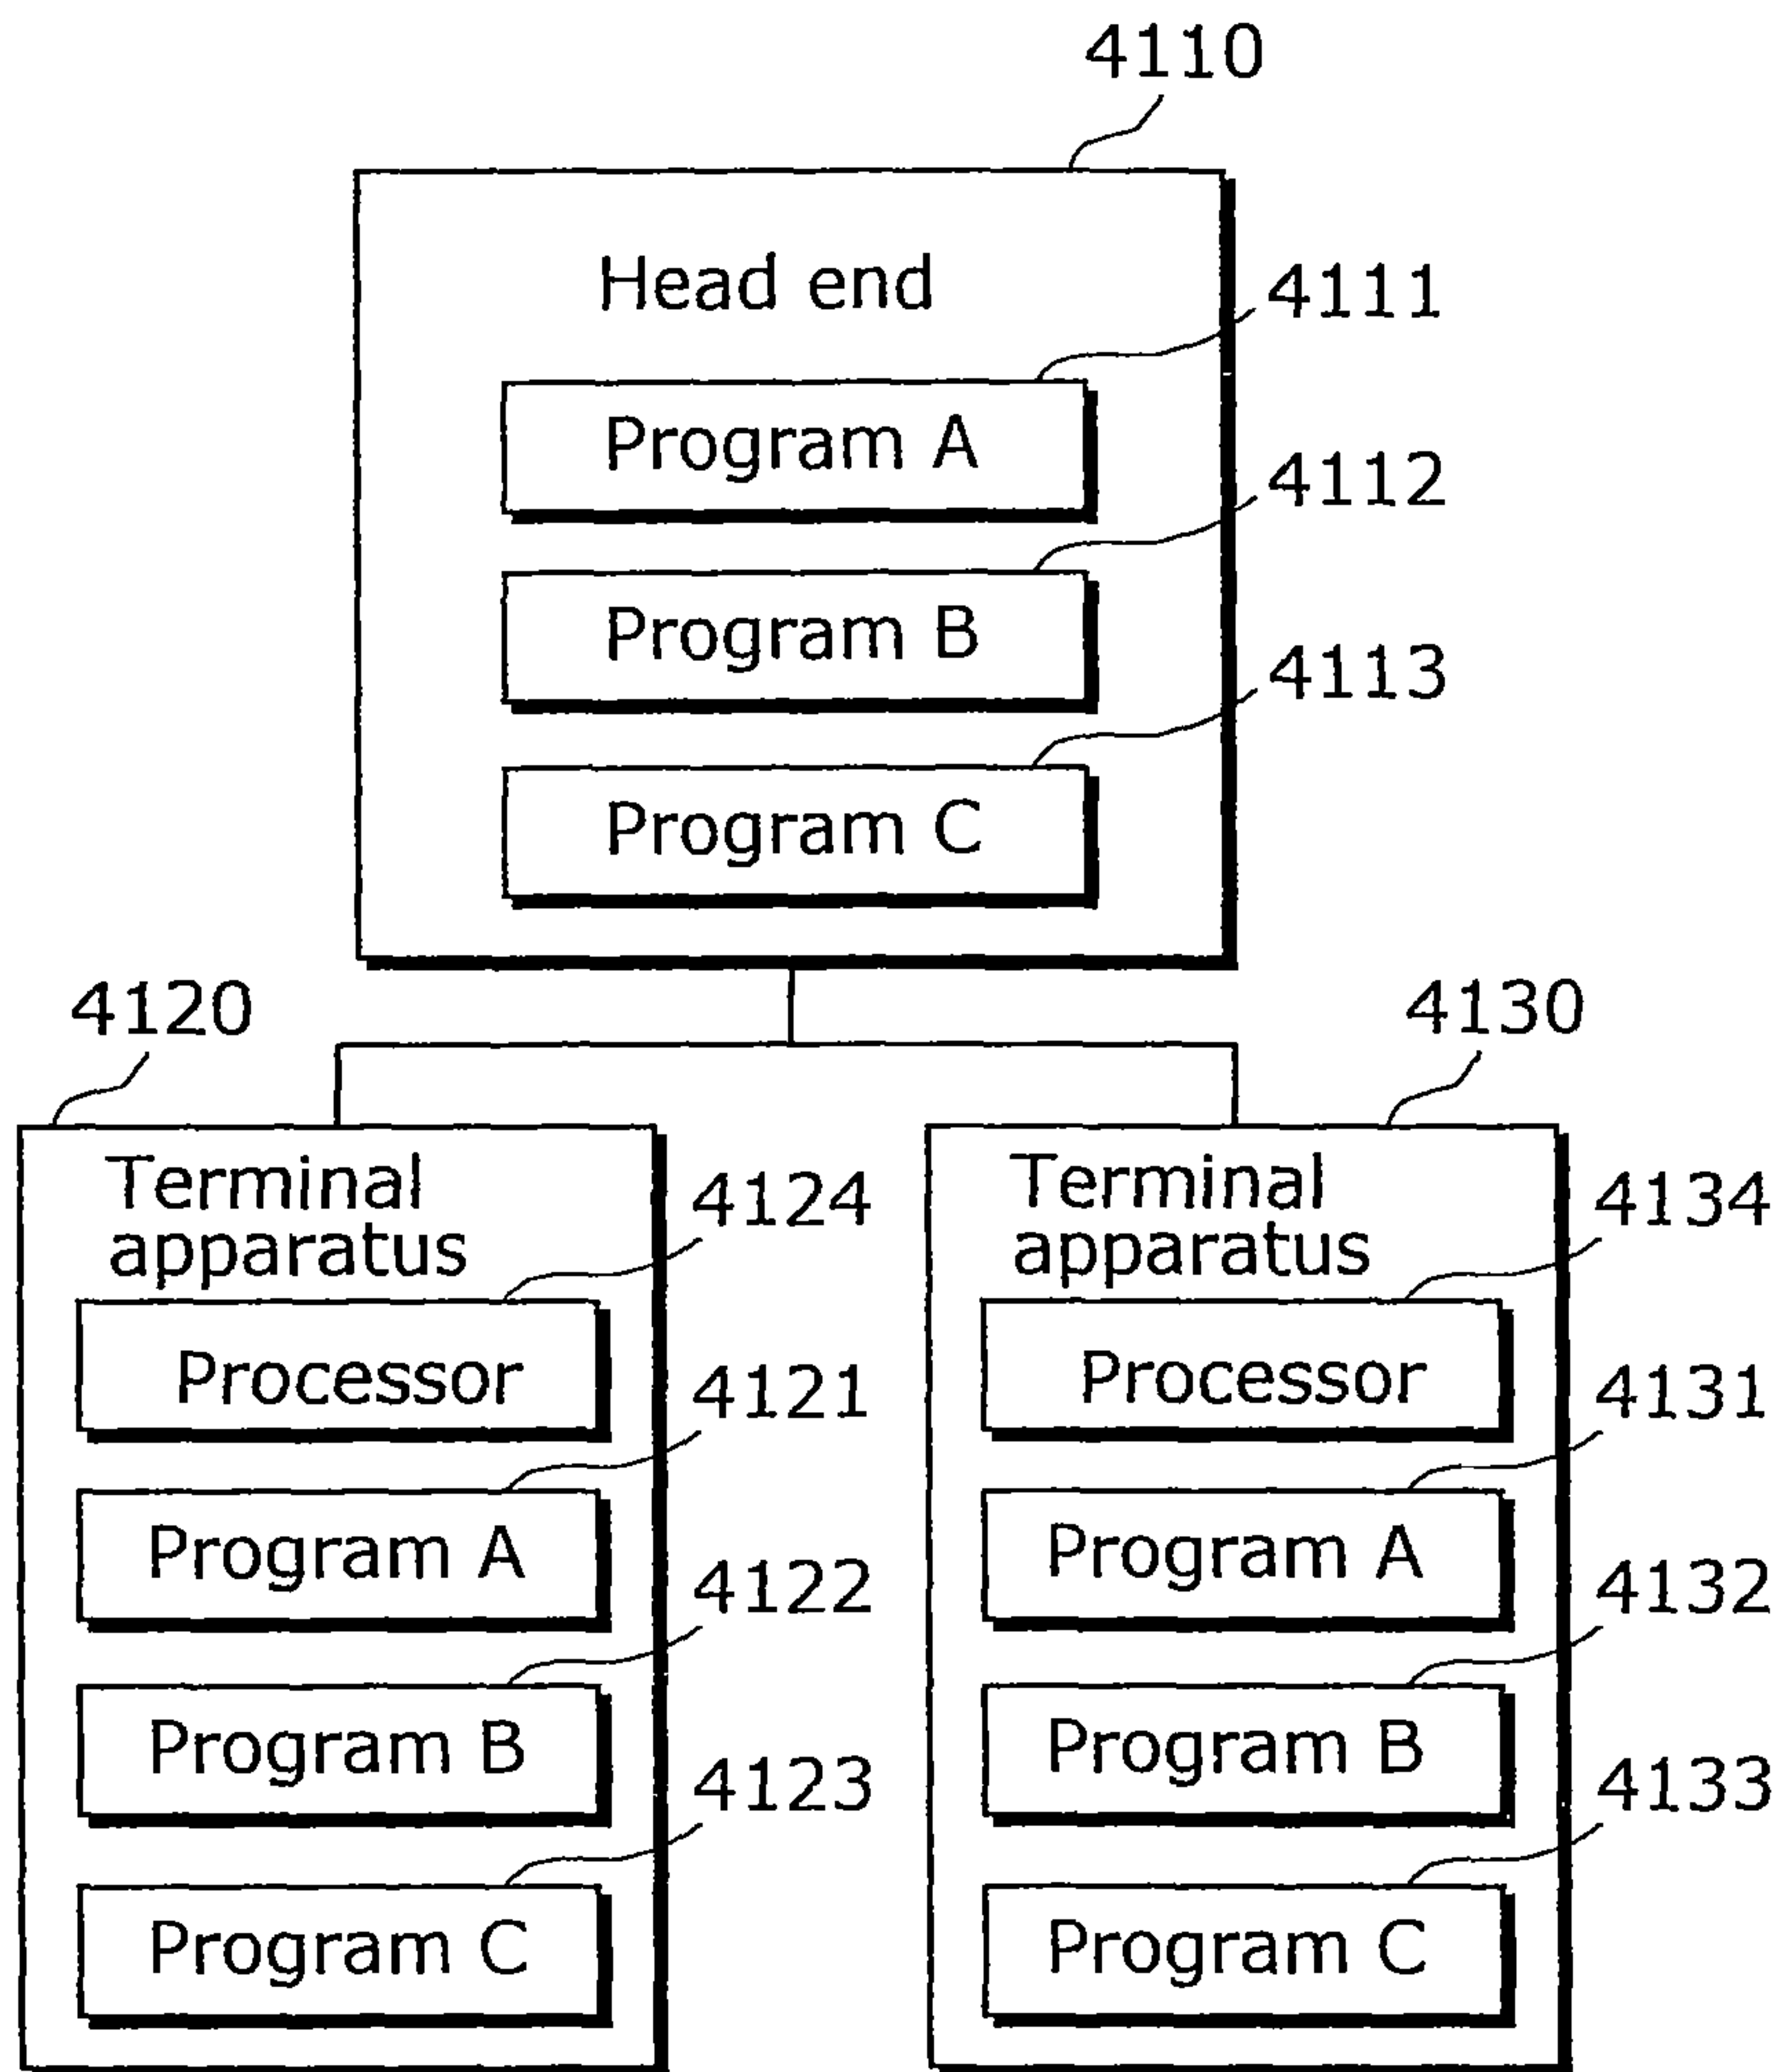 4110
Head end
4111
Program A
4112
Program B
4113
Program C
4120
Terminal
apparatus
4124
Processor
4121
Program A
4122
Program B
4123
Program C
4130
Terminal
apparatus
4134
Processor
4131
Program A
4132
Program B
4133
Program C